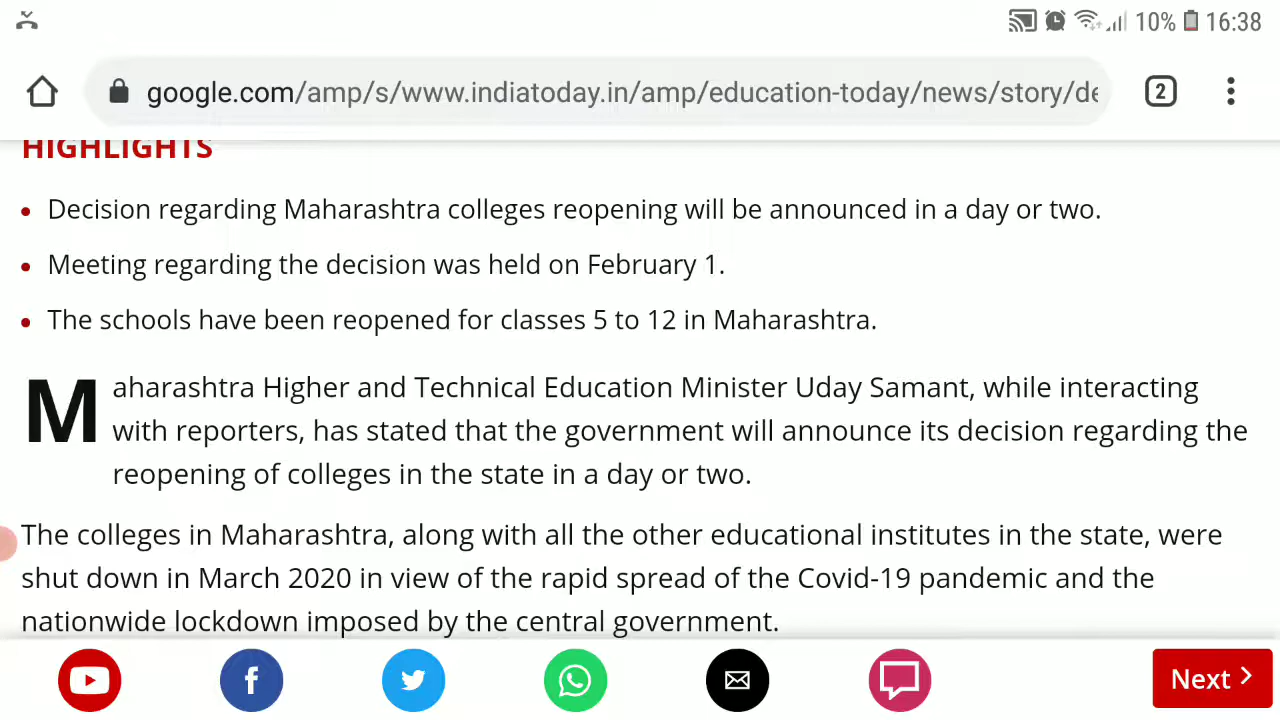 10% 16:38
google.com/amp/s/www.indiatoday.in/amp/education-today/news/story/de
2
HIGHLIGHTS
• Decision regarding Maharashtra colleges reopening will be announced in a day or two.
• Meeting regarding the decision was held on February 1.
• The schools have been reopened for classes 5 to 12 in Maharashtra.
Maharashtra Higher and Technical Education Minister Uday Samant, while interacting
with reporters, has stated that the government will announce its decision regarding the
reopening of colleges in the state in a day or two.
The colleges in Maharashtra, along with all the other educational institutes in the state, were
shut down in March 2020 in view of the rapid spread of the Covid-19 pandemic and the
nationwide lockdown imposed by the central government.
Next